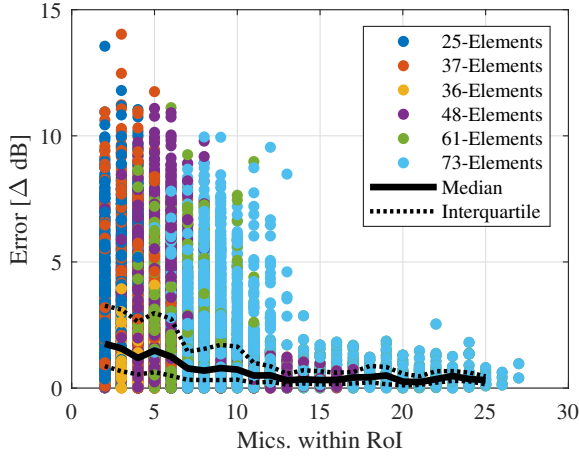 15
10
5
0
Error [Δ dB]
0 5 10 15 20 25 30
Mics. within RoI
25-Elements
37-Elements
36-Elements
48-Elements
61-Elements
73-Elements
Median
Interquartile